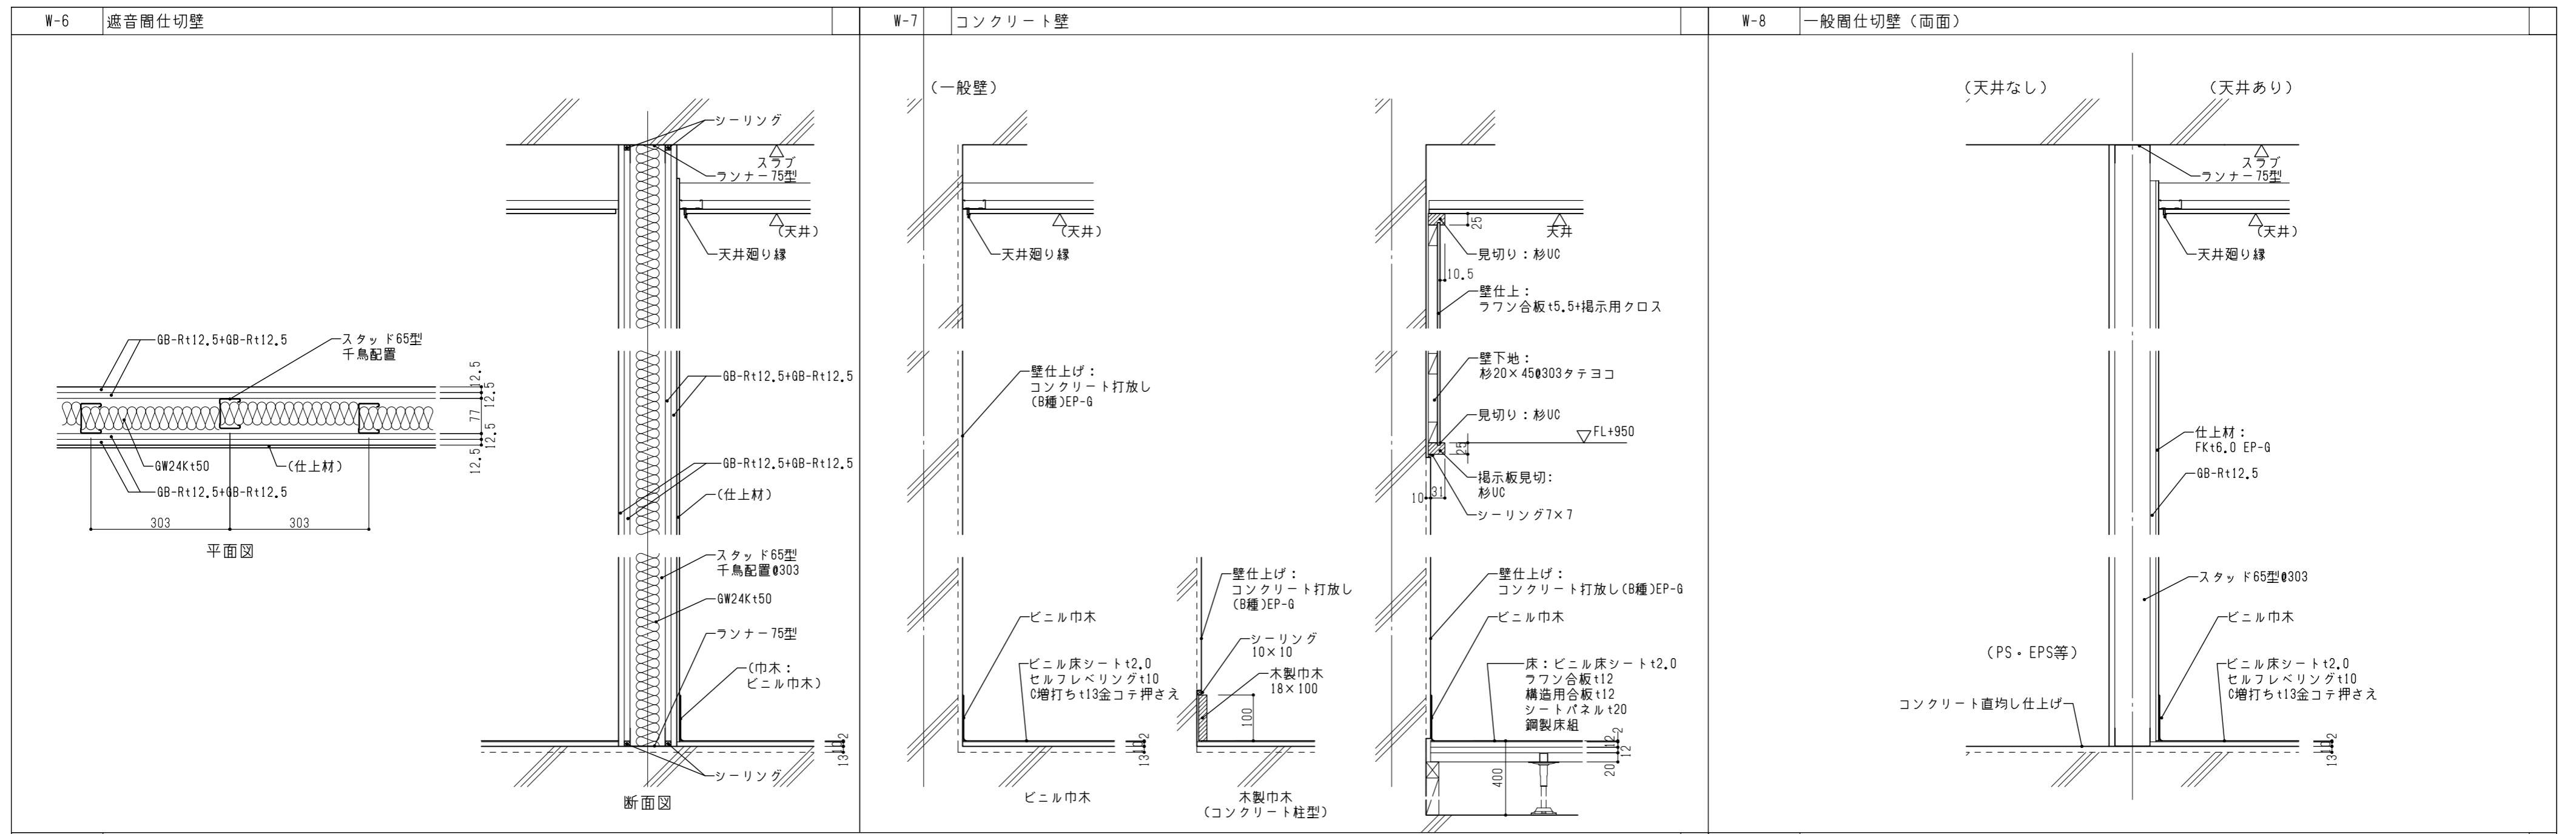 W-6 遮音間仕切壁
シーリング
スラブ
ランナー75型
(天井)
天井廻り縁
GB-Rt12.5+GB-Rt12.5
スタッド65型
千鳥配置
12.5
12.5
77
12.5
12.5
GW24Kt50
(仕上材)
GB-Rt12.5+GB-Rt12.5
303
303
平面図
GB-Rt12.5+GB-Rt12.5
GB-Rt12.5+GB-Rt12.5
(仕上材)
スタッド65型
千鳥配置@303
GW24Kt50
ランナー75型
(巾木:
ビニル巾木)
13
10
2
シーリング
断面図
W-7 コンクリート壁
(一般壁)
(天井)
天井廻り縁
壁仕上げ:
コンクリート打放し
(B種)EP-G
ビニル巾木
ビニル床シートt2.0
セルフレベリングt10
C増打ちt13金コテ押さえ
13
10
2
ビニル巾木
壁仕上げ:
コンクリート打放し
(B種)EP-G
シーリング
10×10
木製巾木
18×100
100
木製巾木
(コンクリート柱型)
25
天井
見切り:杉UC
10.5
壁仕上:
ラワン合板t5.5+掲示用クロス
壁下地:
杉20×45@303タテヨコ
見切り:杉UC
FL+950
25
掲示板見切:
杉UC
10
31
シーリング7×7
壁仕上げ:
コンクリート打放し(B種)EP-G
ビニル巾木
床:ビニル床シートt2.0
ラワン合板t12
構造用合板t12
シートパネルt20
鋼製床組
2
12
12
20
400
W-8 一般間仕切壁(両面)
(天井なし)
(天井あり)
スラブ
ランナー75型
(天井)
天井廻り縁
仕上材:
FKt6.0 EP-G
GB-Rt12.5
スタッド65型@303
ビニル巾木
(PS・EPS等)
ビニル床シートt2.0
セルフレベリングt10
C増打ちt13金コテ押さえ
コンクリート直均し仕上げ
13
10
2